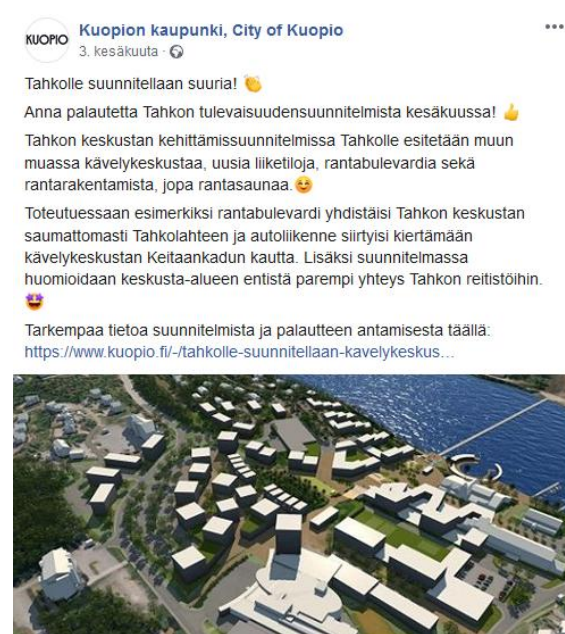 KUOPIO
Kuopion kaupunki, City of Kuopio
3. kesäkuuta ·
Tahkolle suunnitellaan suuria! 👏
Anna palautetta Tahkon tulevaisuudensuunnitelmista kesäkuussa! 👍
Tahkon keskustan kehittämissuunnitelmissa Tahkolle esitetään muun
muassa kävelykeskustaa, uusia liiketiloja, rantabulevardia sekä
rantarakentamista, jopa rantasaunaa.😊
Toteutuessaan esimerkiksi rantabulevardi yhdistäisi Tahkon keskustan
saumattomasti Tahkolahteen ja autoliikenne siirtyisi kiertämään
kävelykeskustan Keitaankadun kautta. Lisäksi suunnitelmassa
huomioidaan keskusta-alueen entistä parempi yhteys Tahkon reitistöihin.
🤩
Tarkempaa tietoa suunnitelmista ja palautteen antamisesta täällä:
https://www.kuopio.fi/-/tahkolle-suunnitellaan-kavelykeskus…